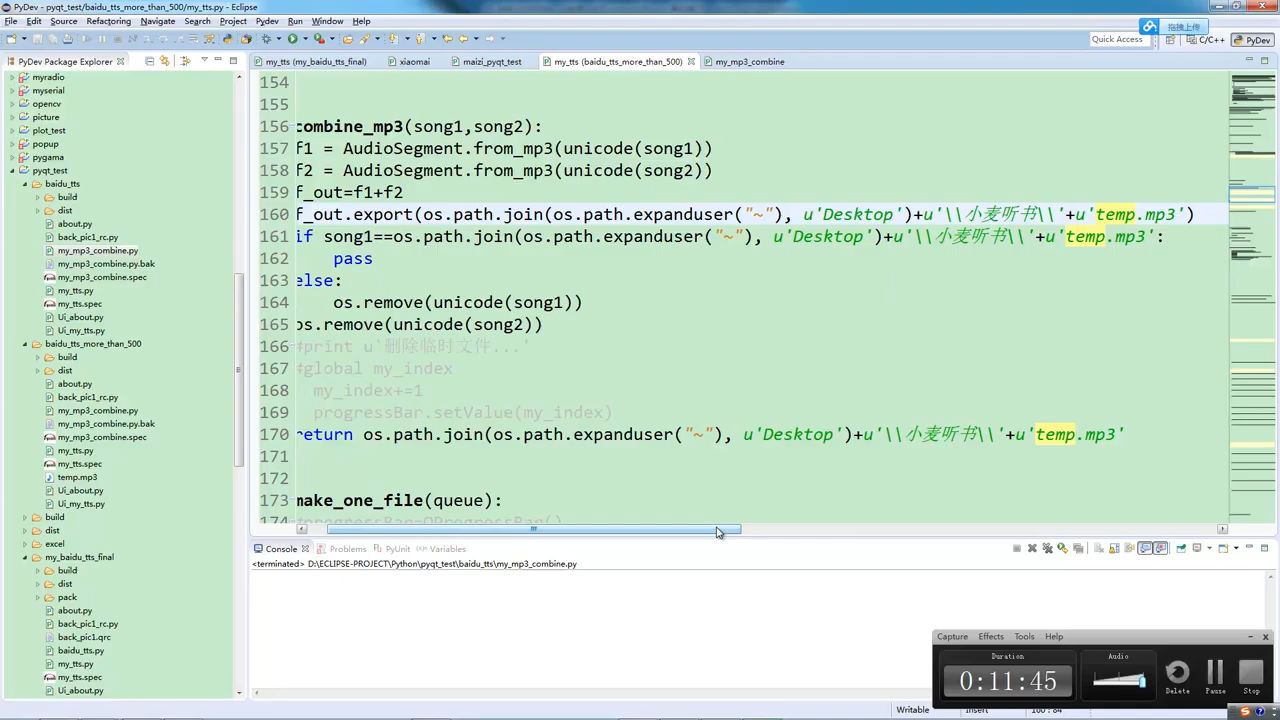 PyDev - pyqt_test/baidu_tts_more_than_500/my_tts.py - Eclipse
File Edit Source Refactoring Navigate Search Project Pydev Run Window Help
拖拽上传
Quick Access
C/C++
PyDev
PyDev Package Explorer
my_tts (my_baidu_tts_final)
xiaomai
maizi_pyqt_test
my_tts (baidu_tts_more_than_500)
my_mp3_combine
myradio
myserial
opencv
picture
plot_test
popup
pygama
pyqt_test
baidu_tts
build
dist
about.py
back_pic1_rc.py
my_mp3_combine.py
my_mp3_combine.py.bak
my_mp3_combine.spec
my_tts.py
my_tts.spec
Ui_about.py
Ui_my_tts.py
baidu_tts_more_than_500
build
dist
about.py
back_pic1_rc.py
my_mp3_combine.py
my_mp3_combine.py.bak
my_mp3_combine.spec
my_tts.py
my_tts.spec
temp.mp3
Ui_about.py
Ui_my_tts.py
build
dist
excel
my_baidu_tts_final
build
dist
pack
about.py
back_pic1_rc.py
back_pic1.qrc
baidu_tts.py
my_tts.py
my_tts.spec
Ui_about.py
154
155
156 combine_mp3(song1,song2):
157 f1 = AudioSegment.from_mp3(unicode(song1))
158 f2 = AudioSegment.from_mp3(unicode(song2))
159 f_out=f1+f2
160 f_out.export(os.path.join(os.path.expanduser("~"), u'Desktop')+u'\\小麦听书\\'+u'temp.mp3')
161 if song1==os.path.join(os.path.expanduser("~"), u'Desktop')+u'\\小麦听书\\'+u'temp.mp3':
162 pass
163 else:
164 os.remove(unicode(song1))
165 os.remove(unicode(song2))
166 #print u'删除临时文件...'
167 #global my_index
168 my_index+=1
169 progressBar.setValue(my_index)
170 return os.path.join(os.path.expanduser("~"), u'Desktop')+u'\\小麦听书\\'+u'temp.mp3'
171
172
173 make_one_file(queue):
174 #progressBar=QProgressBar()
Console Problems PyUnit Variables
<terminated> D:\ECLIPSE-PROJECT\Python\pyqt_test\baidu_tts\my_mp3_combine.py
Capture Effects Tools Help
Duration
0:11:45
Audio
Delete Pause Stop
Writable
Insert